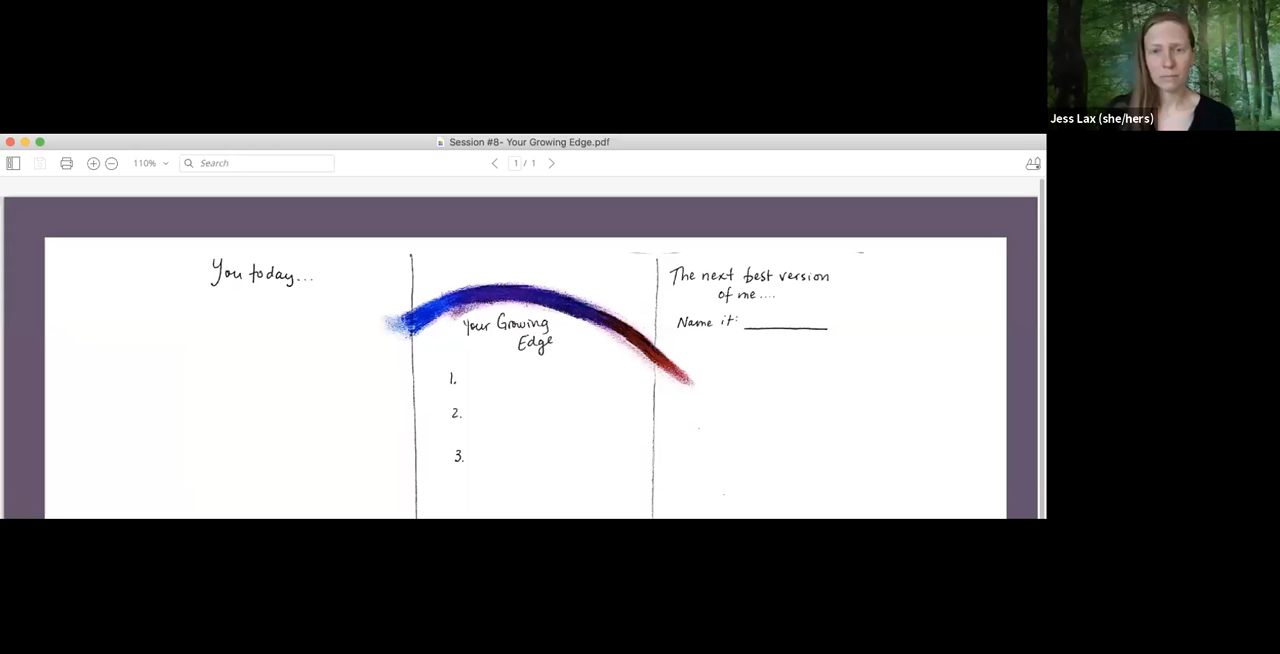 Jess Lax (she/hers)
Session #8- Your Growing Edge.pdf
110%
Search
1 / 1
You today...
Your Growing
Edge
1.
2.
3.
The next best version
of me....
Name it: ________